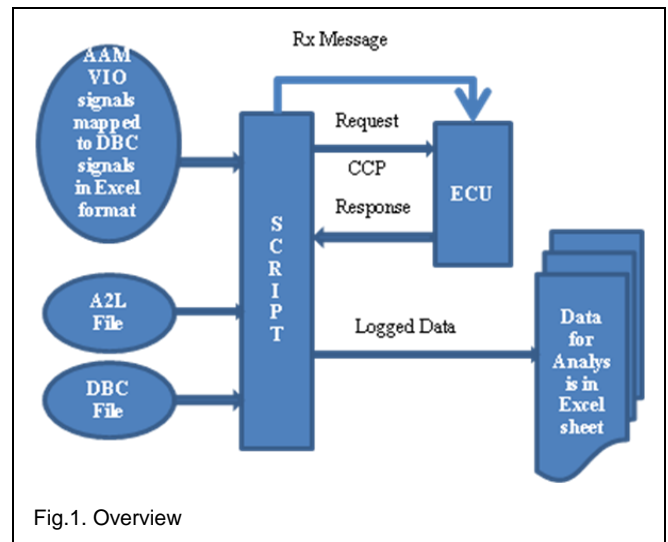 Rx Message
AAM
VIO
signals
mapped
to DBC
signals
in Excel
format
Request
CCP
Response
ECU
S
C
R
I
P
T
A2L
File
DBC
File
Logged Data
Data
for
Analys
is in
Excel
sheet
Fig.1. Overview